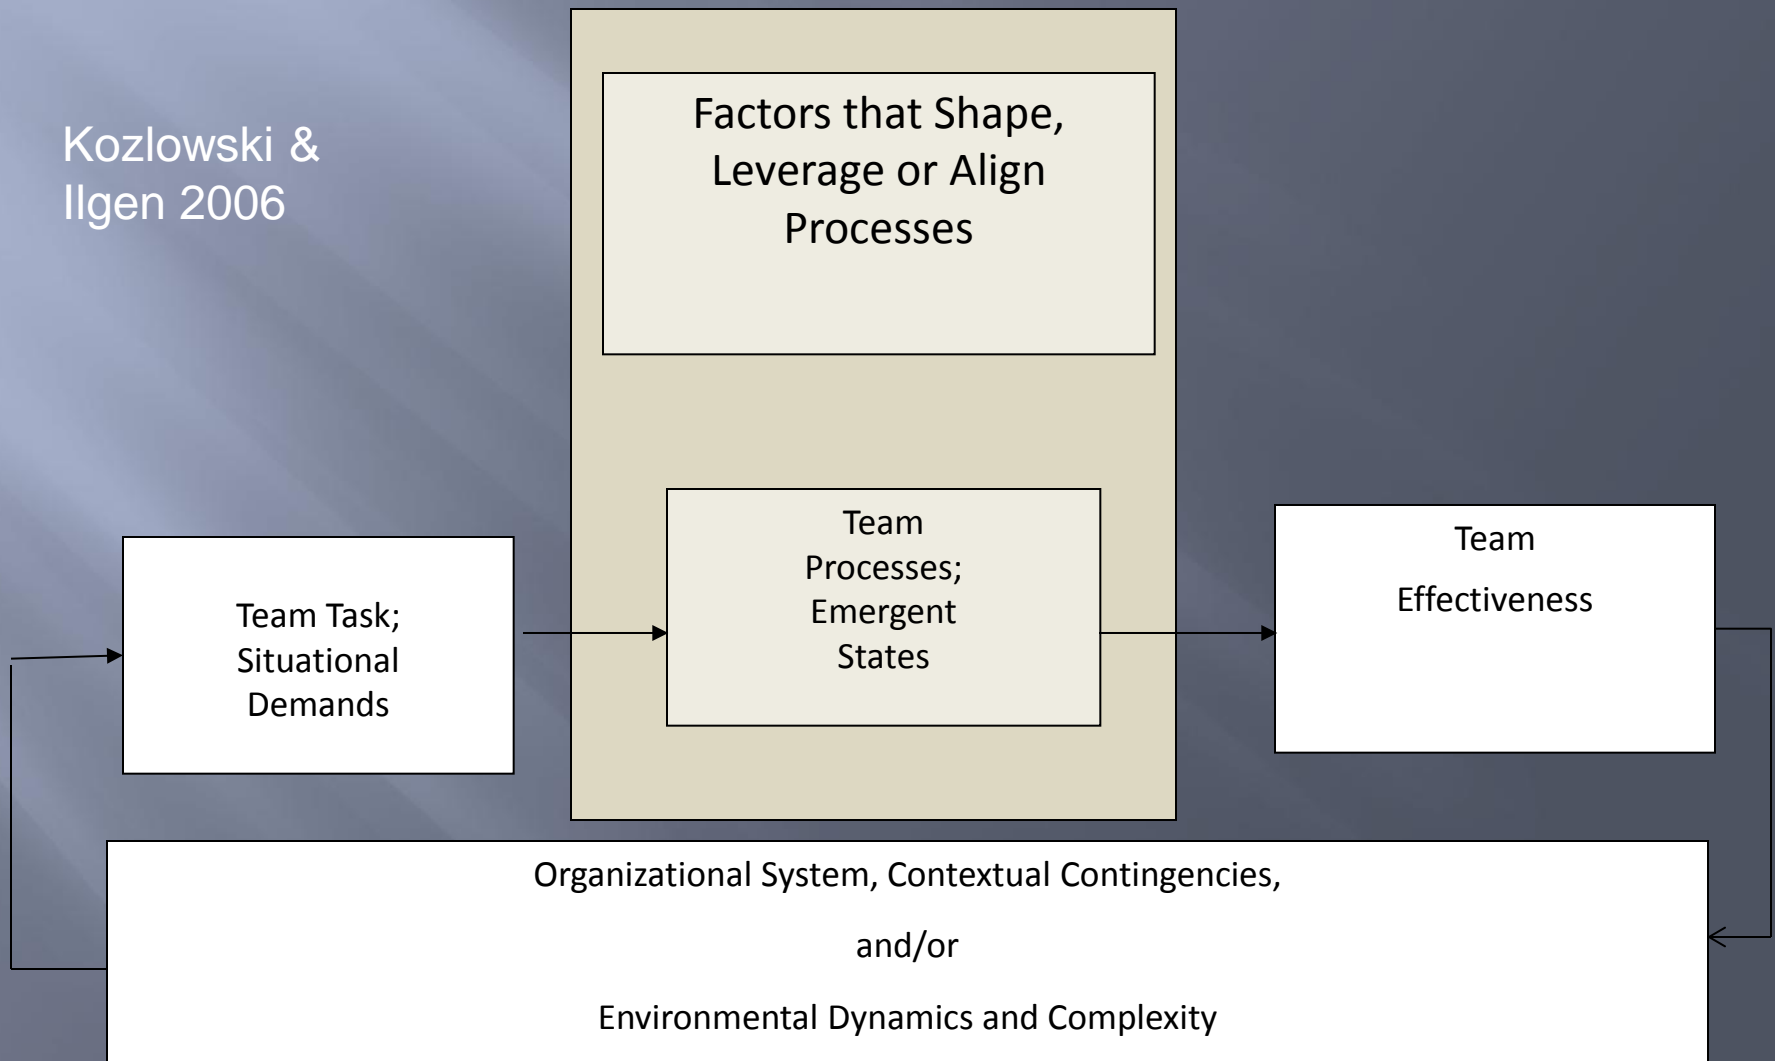 Kozlowski &
Ilgen 2006
Factors that Shape,
Leverage or Align
Processes
Team Task;
Situational
Demands
Team
Processes;
Emergent
States
Team
Effectiveness
Organizational System, Contextual Contingencies,
and/or
Environmental Dynamics and Complexity